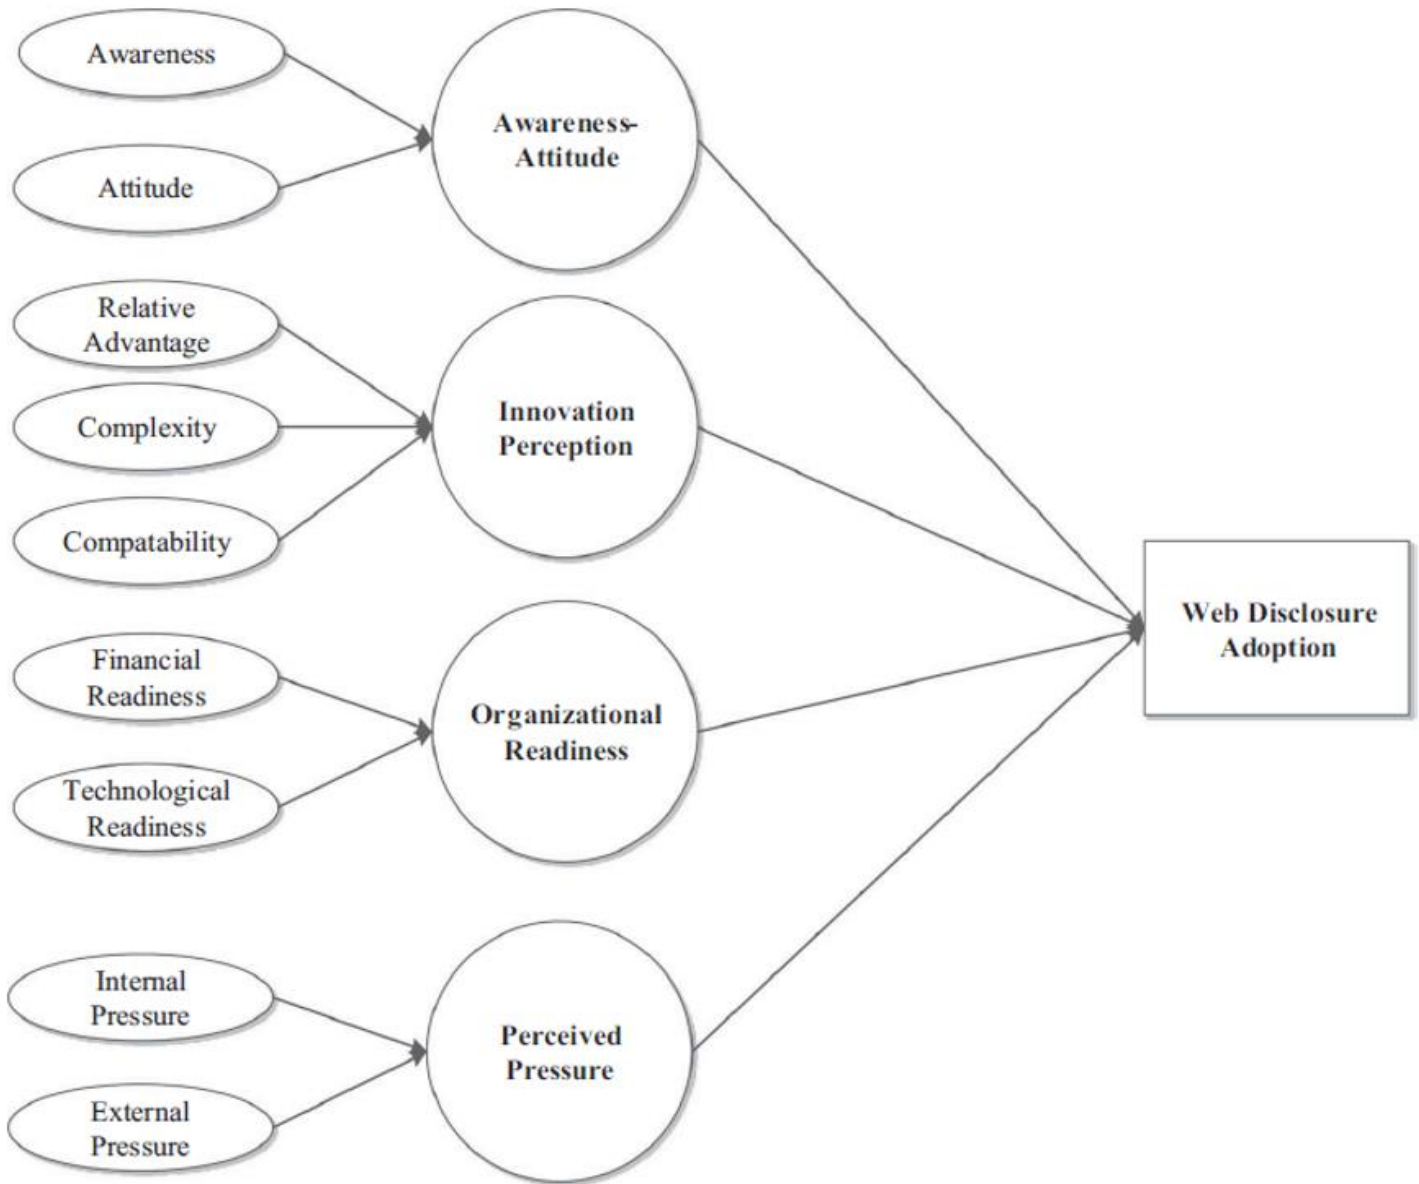 Awareness
Attitude
Awareness-
Attitude
Relative
Advantage
Complexity
Compatability
Innovation
Perception
Financial
Readiness
Technological
Readiness
Organizational
Readiness
Internal
Pressure
External
Pressure
Perceived
Pressure
Web Disclosure
Adoption